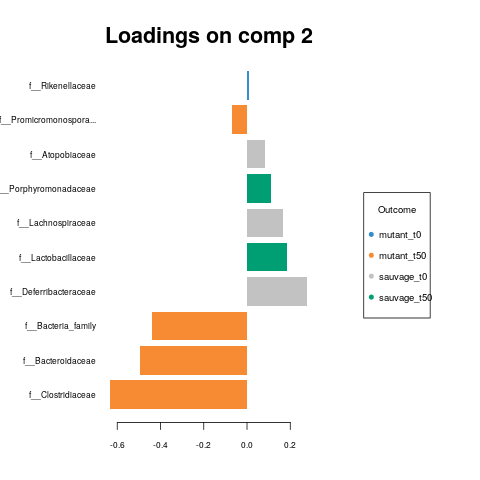 Loadings on comp 2
f__Rikenellaceae
f__Promicromonospora...
f__Atopobiaceae
__Porphyromonadaceae
f__Lachnospiraceae
f__Lactobacillaceae
f__Deferribacteraceae
f__Bacteria_family
f__Bacteroidaceae
f__Clostridiaceae
-0.6 -0.4 -0.2 0.0 0.2
Outcome
mutant_t0
mutant_t50
sauvage_t0
sauvage_t50